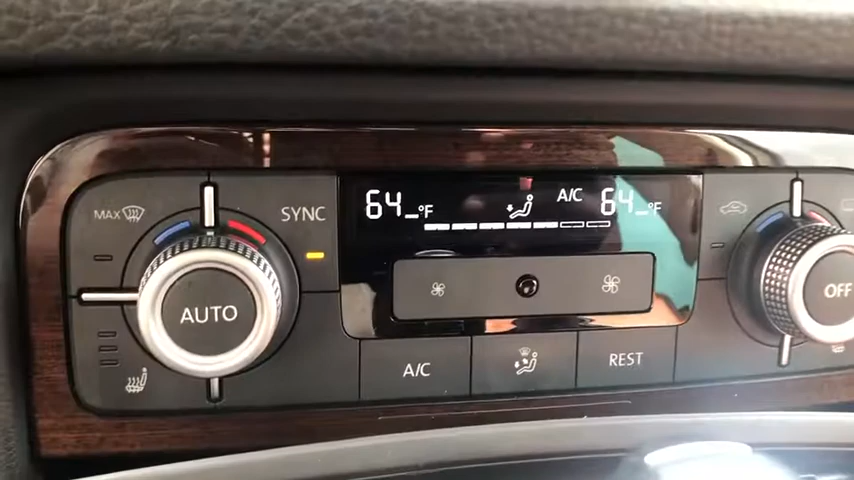 MAX
SYNC
64.°F
A/C
64.°F
AUTO
OFF
A/C
REST